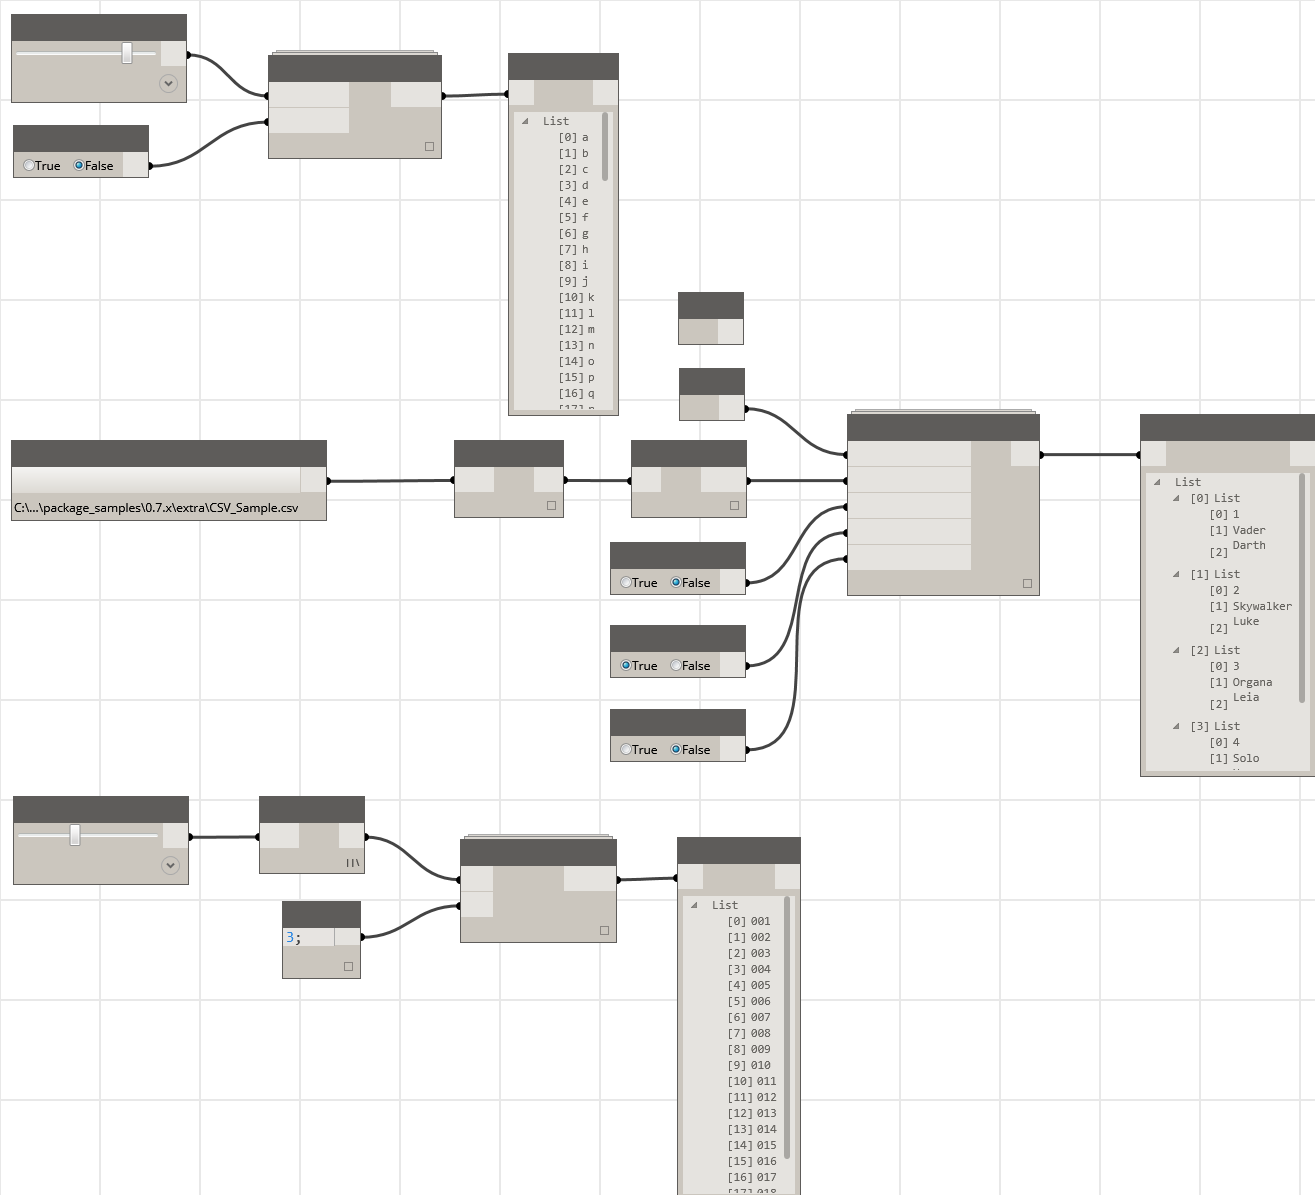 True False
List
[0] a
[1] b
[2] c
[3] d
[4] e
[5] f
[6] g
[7] h
[8] i
[9] j
[10] k
[11] l
[12] m
[13] n
[14] o
[15] p
[16] q
C:\...\package_samples\0.7.x\extra\CSV_Sample.csv
True False
True False
True False
List
[0] List
[0] 1
[1] Vader
[2] Darth
[1] List
[0] 2
[1] Skywalker
[2] Luke
[2] List
[0] 3
[1] Organa
[2] Leia
[3] List
[0] 4
[1] Solo
3;
List
[0] 001
[1] 002
[2] 003
[3] 004
[4] 005
[5] 006
[6] 007
[7] 008
[8] 009
[9] 010
[10] 011
[11] 012
[12] 013
[13] 014
[14] 015
[15] 016
[16] 017
[17] 018